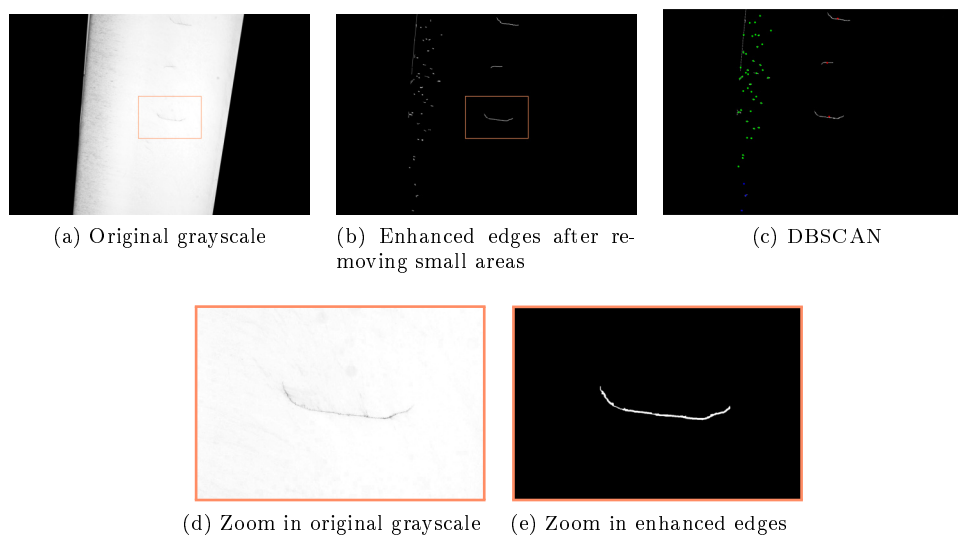 (a) Original grayscale
(b) Enhanced edges after re-
moving small areas
(c) DBSCAN
(d) Zoom in original grayscale
(e) Zoom in enhanced edges